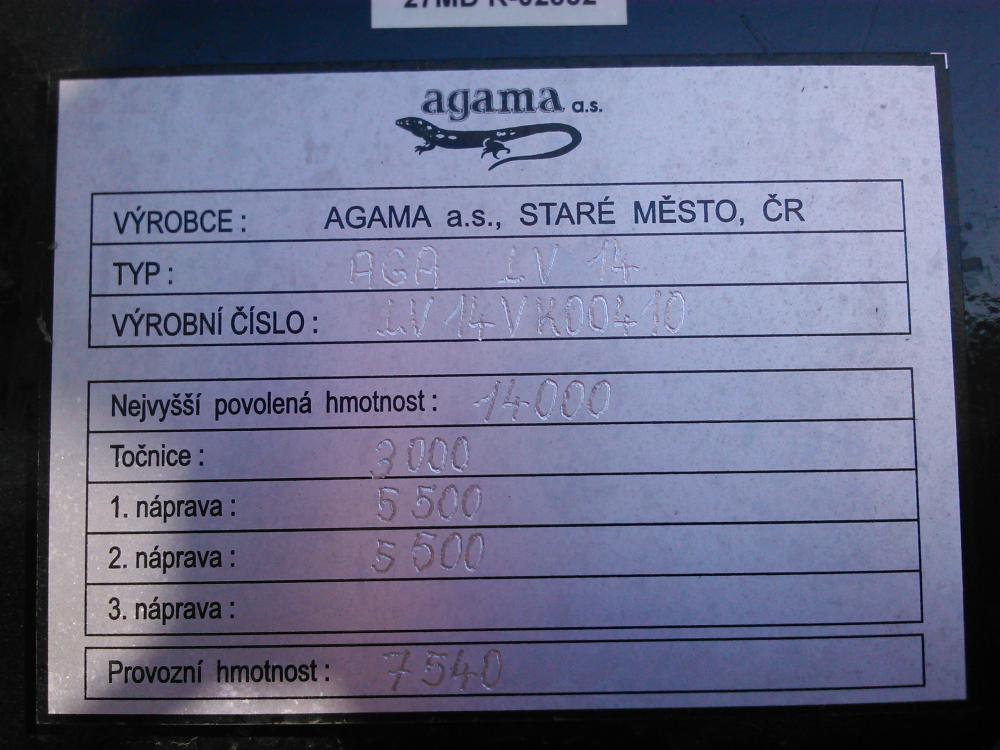 agama a.s.
VÝROBCE : AGAMA a.s., STARÉ MĚSTO, ČR
TYP : AGA LV 14
VÝROBNÍ ČÍSLO : LV14VK00410
Nejvyšší povolená hmotnost : 14000
Točnice : 3000
1. náprava : 5500
2. náprava : 5500
3. náprava :
Provozní hmotnost : 7540